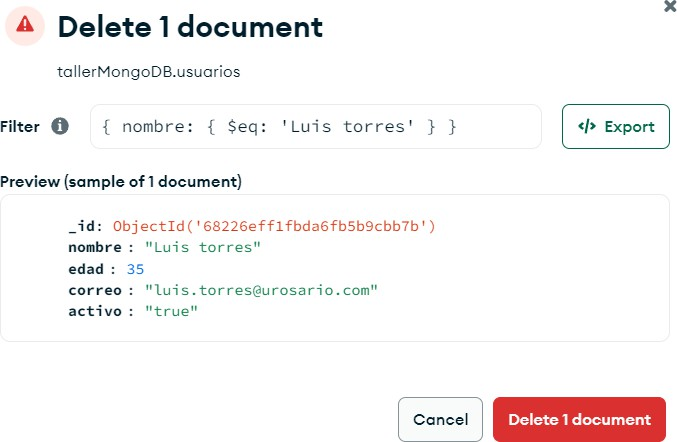 Delete 1 document
tallerMongoDB.usuarios
Filter { nombre: { $eq: 'Luis torres' } } </> Export
Preview (sample of 1 document)
_id: ObjectId('68226eff1fbda6fb5b9cbb7b')
nombre : "Luis torres"
edad : 35
correo : "luis.torres@urosario.com"
activo : "true"
Cancel Delete 1 document